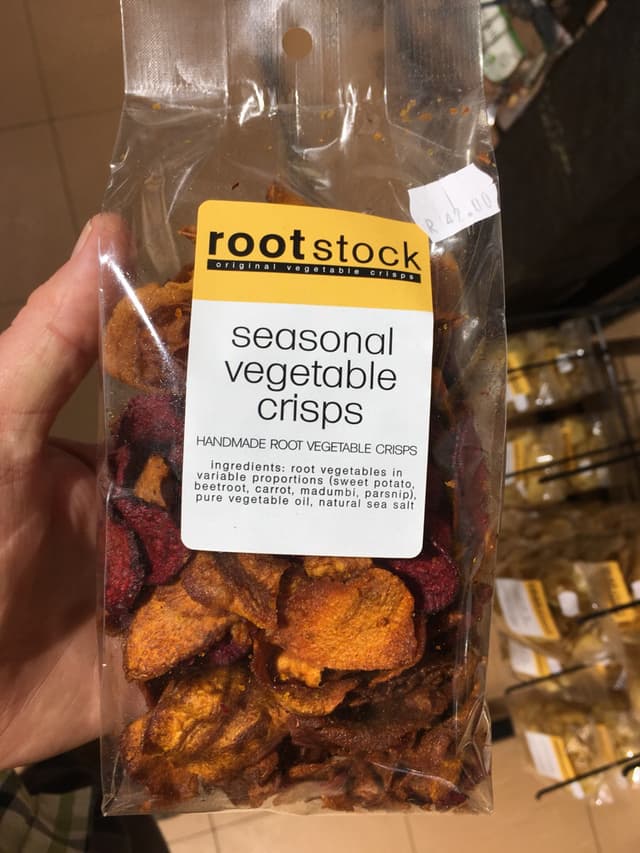 R 42.00
rootstock
original vegetable crisps
seasonal
vegetable
crisps
HANDMADE ROOT VEGETABLE CRISPS
ingredients: root vegetables in
variable proportions (sweet potato,
beetroot, carrot, madumbi, parsnip),
pure vegetable oil, natural sea salt